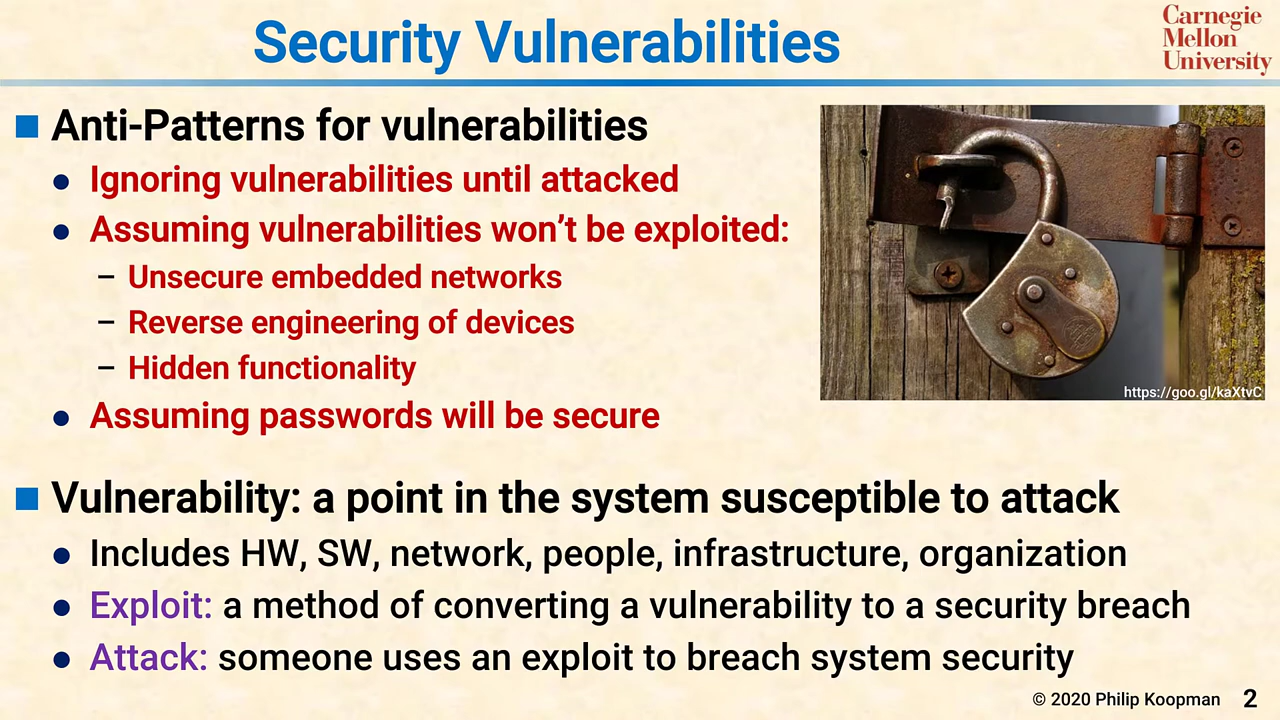 Security Vulnerabilities
Carnegie
Mellon
University
Anti-Patterns for vulnerabilities
Ignoring vulnerabilities until attacked
Assuming vulnerabilities won’t be exploited:
– Unsecure embedded networks
– Reverse engineering of devices
– Hidden functionality
Assuming passwords will be secure
https://goo.gl/kaXtvC
Vulnerability: a point in the system susceptible to attack
Includes HW, SW, network, people, infrastructure, organization
Exploit: a method of converting a vulnerability to a security breach
Attack: someone uses an exploit to breach system security
© 2020 Philip Koopman 2